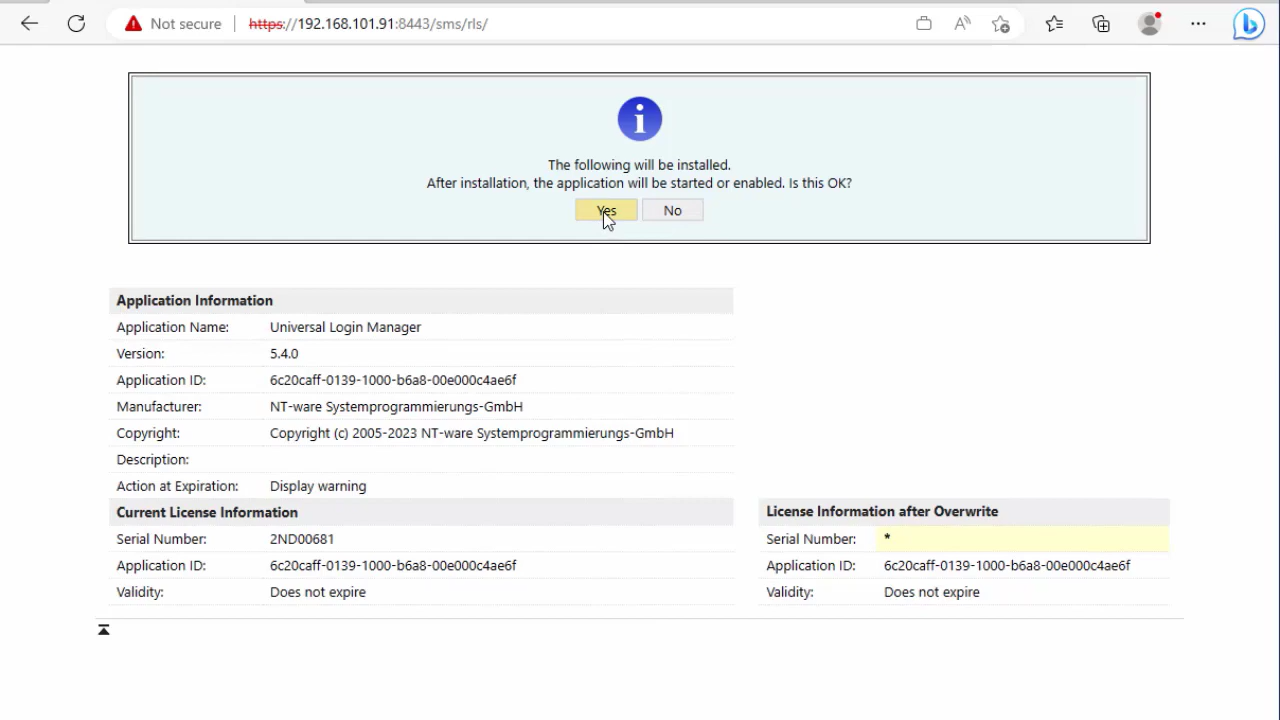 Not secure
https://192.168.101.91:8443/sms/rls/
The following will be installed.
After installation, the application will be started or enabled. Is this OK?
Yes No
Application Information
Application Name: Universal Login Manager
Version: 5.4.0
Application ID: 6c20caff-0139-1000-b6a8-00e000c4ae6f
Manufacturer: NT-ware Systemprogrammierungs-GmbH
Copyright: Copyright (c) 2005-2023 NT-ware Systemprogrammierungs-GmbH
Description:
Action at Expiration: Display warning
Current License Information
Serial Number: 2ND00681
Application ID: 6c20caff-0139-1000-b6a8-00e000c4ae6f
Validity: Does not expire
License Information after Overwrite
Serial Number: *
Application ID: 6c20caff-0139-1000-b6a8-00e000c4ae6f
Validity: Does not expire